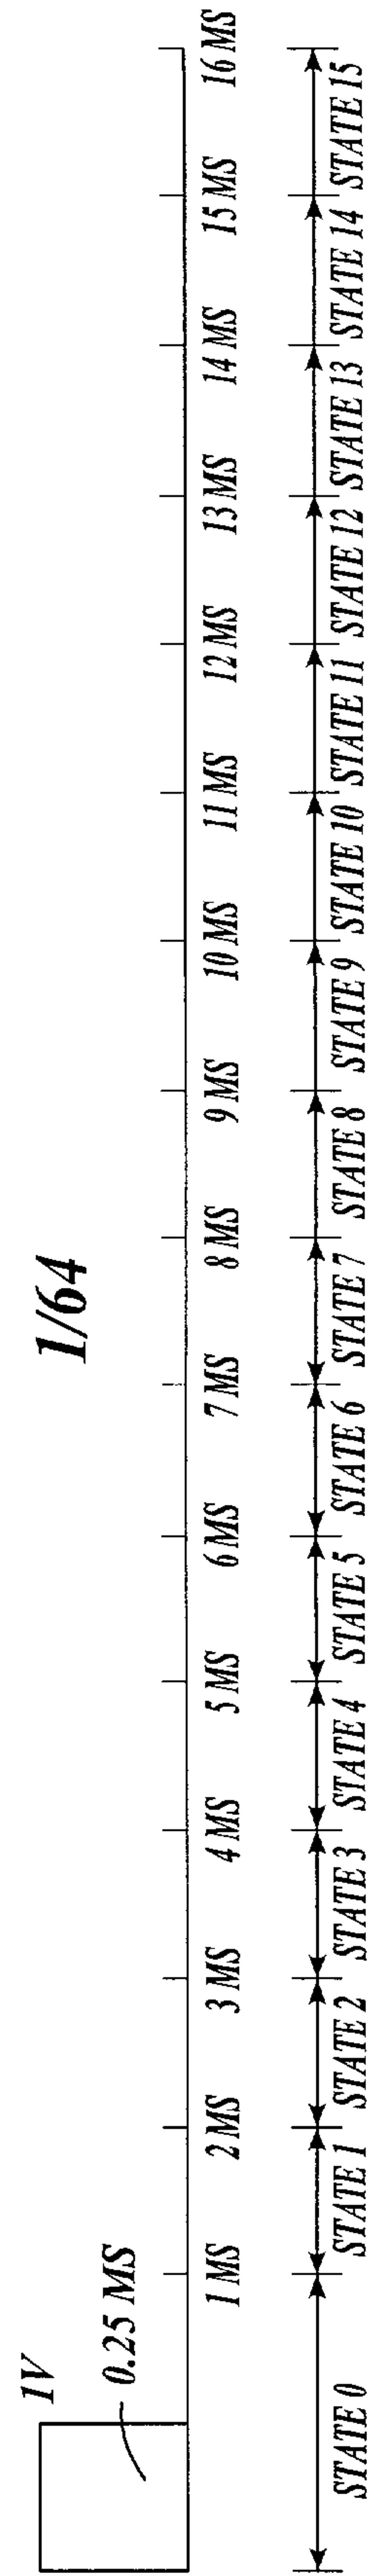 1/64
1V
0.25 MS
1 MS
2 MS
3 MS
4 MS
5 MS
6 MS
7 MS
8 MS
9 MS
10 MS
11 MS
12 MS
13 MS
14 MS
15 MS
16 MS
STATE 0
STATE 1
STATE 2
STATE 3
STATE 4
STATE 5
STATE 6
STATE 7
STATE 8
STATE 9
STATE 10
STATE 11
STATE 12
STATE 13
STATE 14
STATE 15